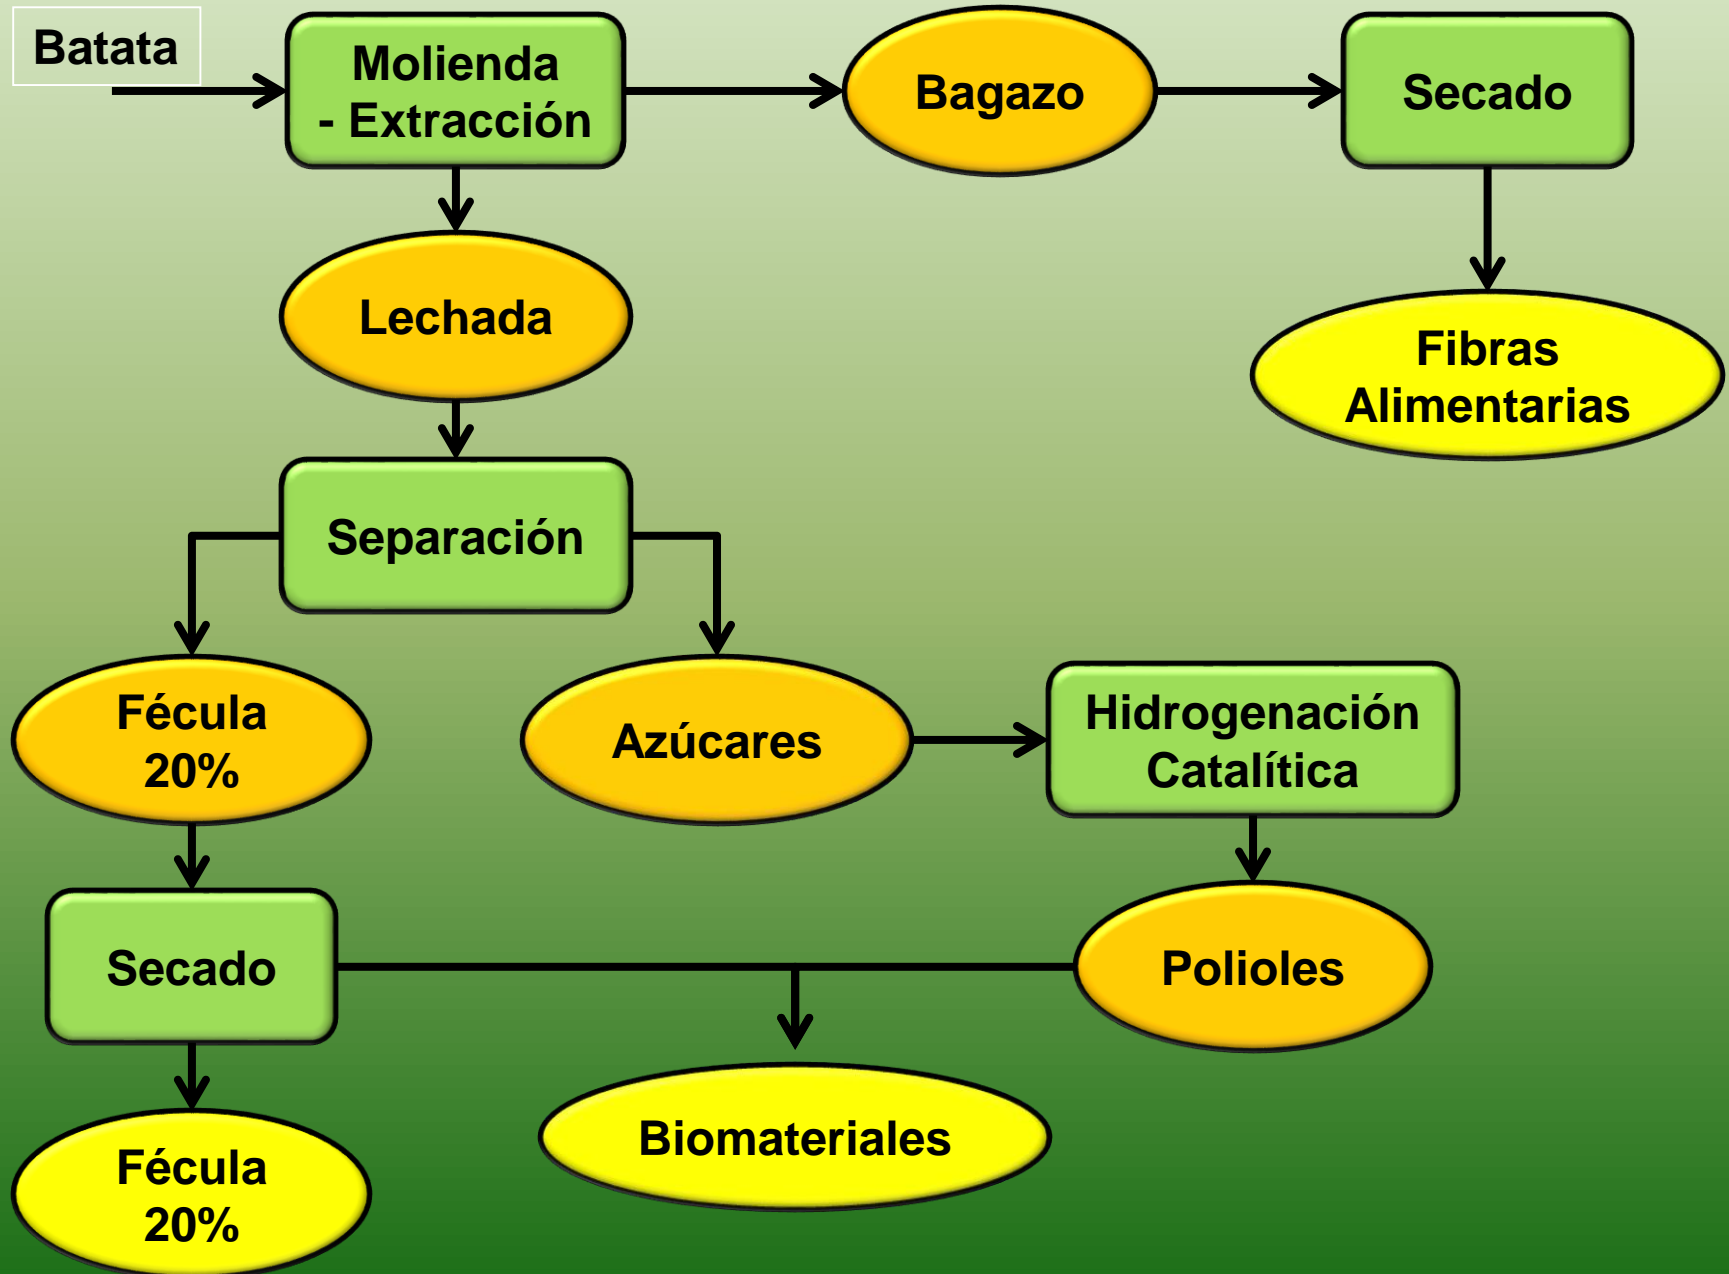 Batata
Molienda
- Extracción
Bagazo
Secado
Lechada
Fibras
Alimentarias
Separación
Fécula
20%
Azúcares
Hidrogenación
Catalítica
Secado
Polioles
Biomateriales
Fécula
20%